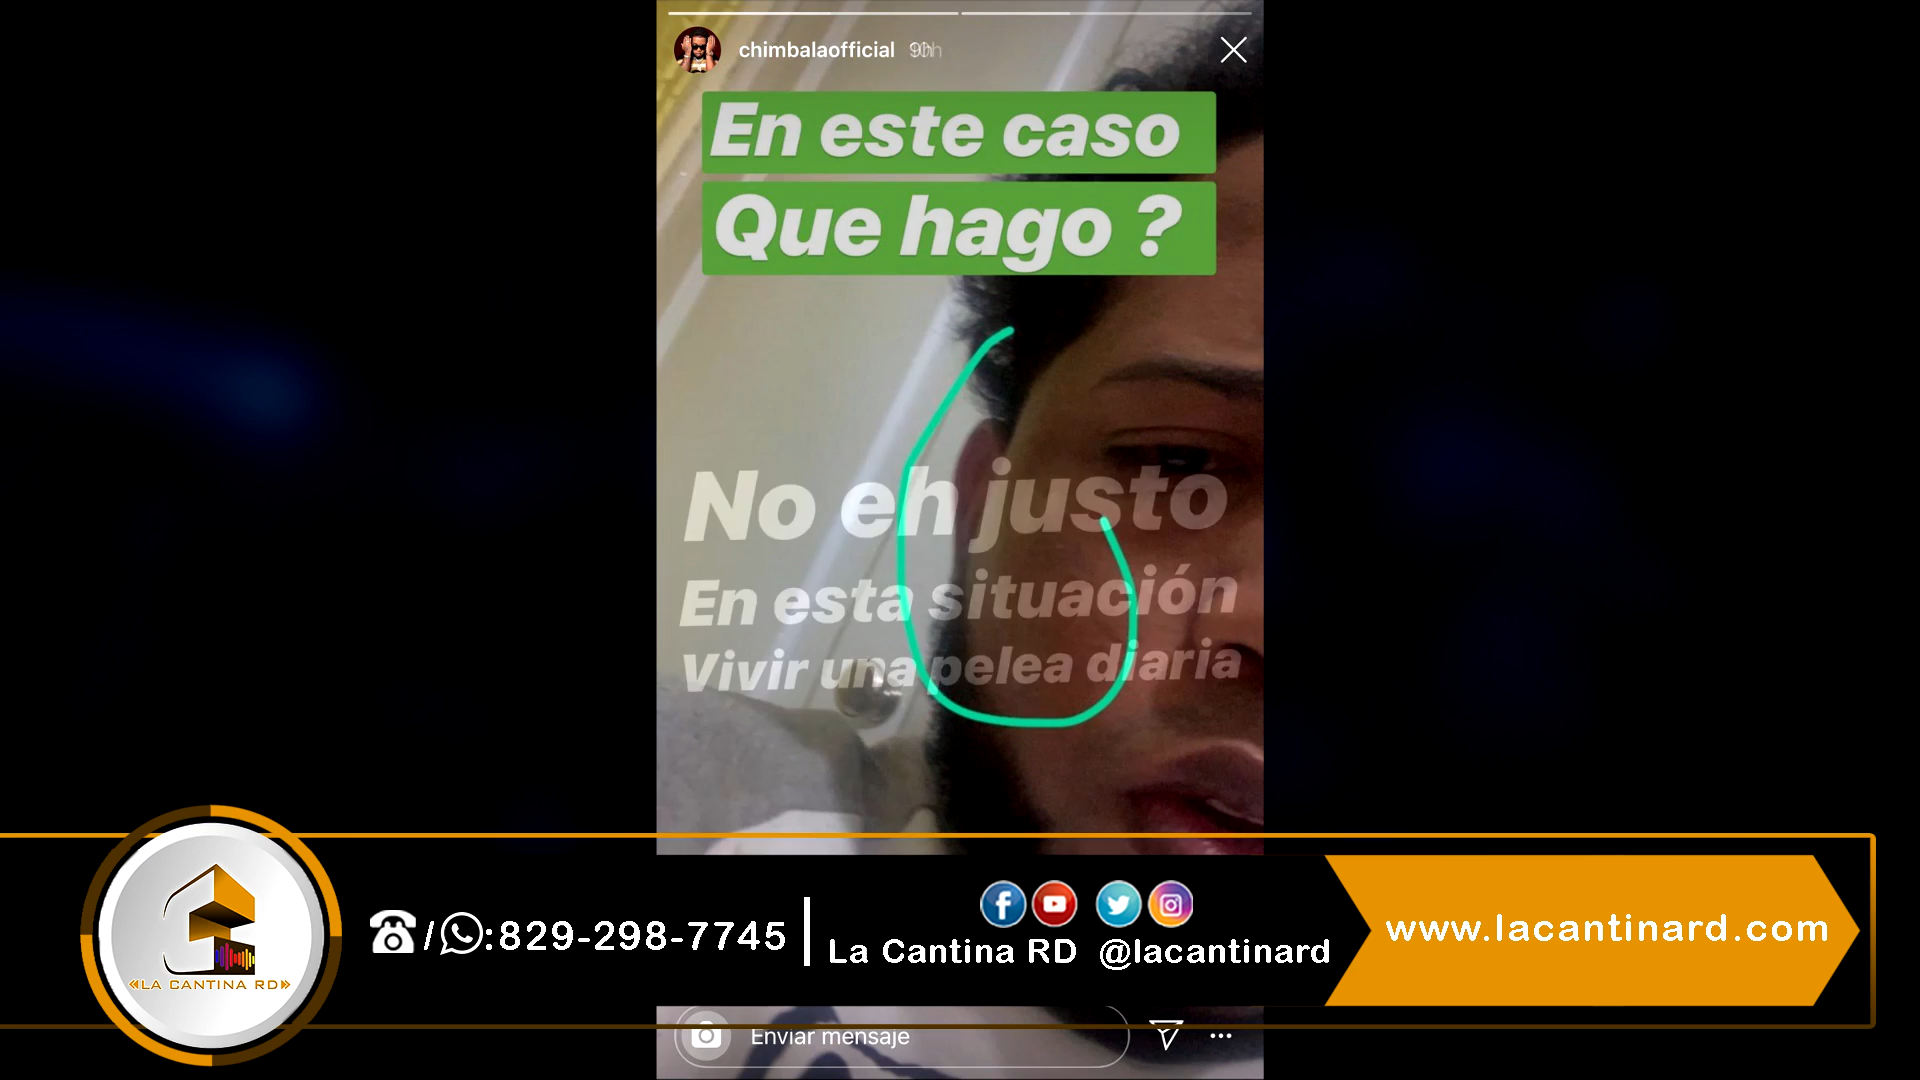 chimbalaofficial
En este caso
Que hago ?
No eh justo
En esta situación
Vivir una pelea diaria
/ :829-298-7745
La Cantina RD @lacantinard
www.lacantinard.com
«LA CANTINA RD»
Enviar mensaje